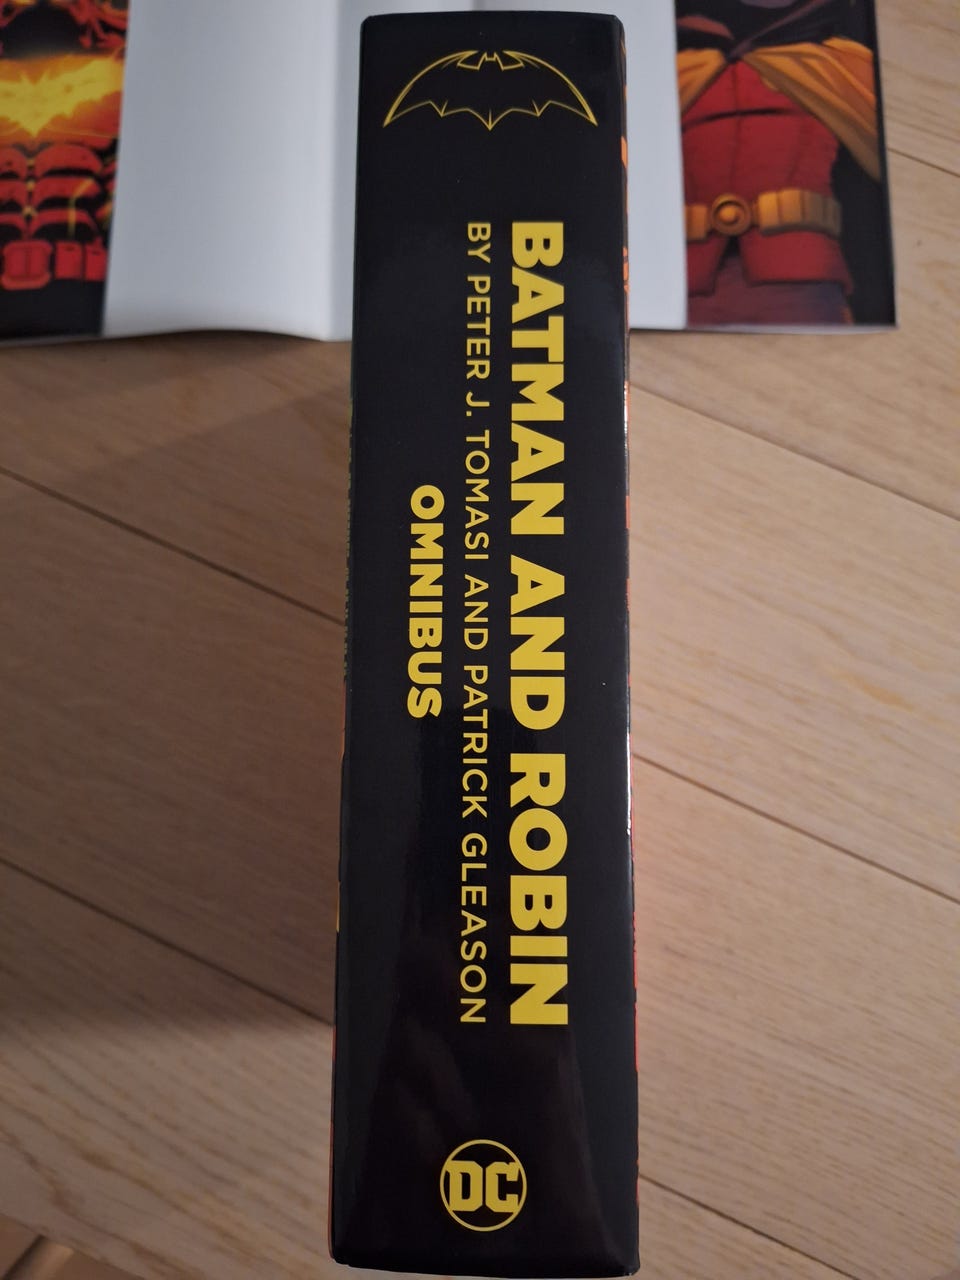 BATMAN AND ROBIN
BY PETER J. TOMASI AND PATRICK GLEASON
OMNIBUS
DC